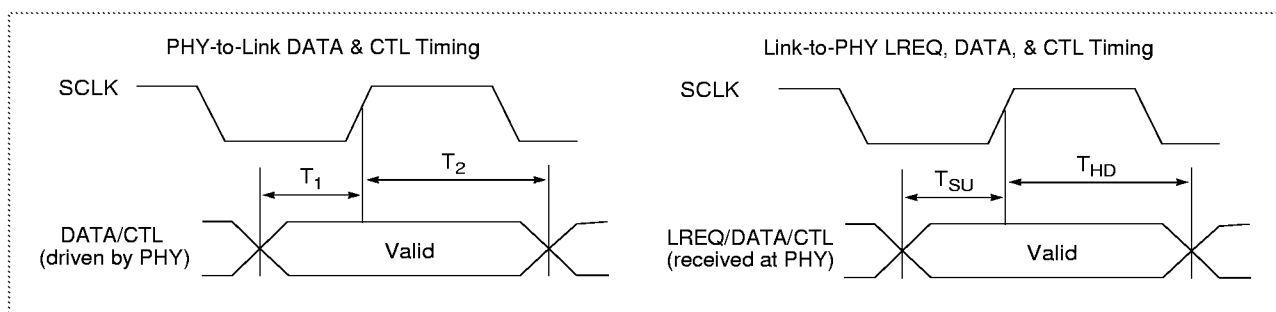 PHY-to-Link DATA & CTL Timing
SCLK
T1
T2
DATA/CTL
(driven by PHY)
Valid
Link-to-PHY LREQ, DATA, & CTL Timing
SCLK
TSU
THD
LREQ/DATA/CTL
(received at PHY)
Valid